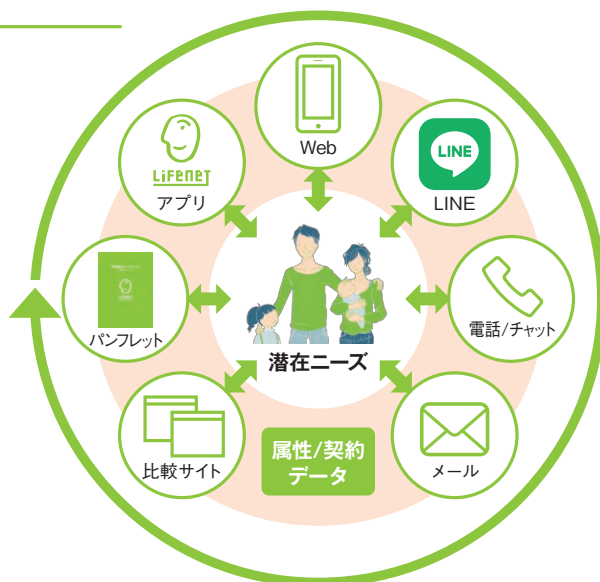 Web
LINE
LINE
LIFENET
アプリ
電話/チャット
パンフレット
潜在ニーズ
メール
比較サイト
属性/契約
データ